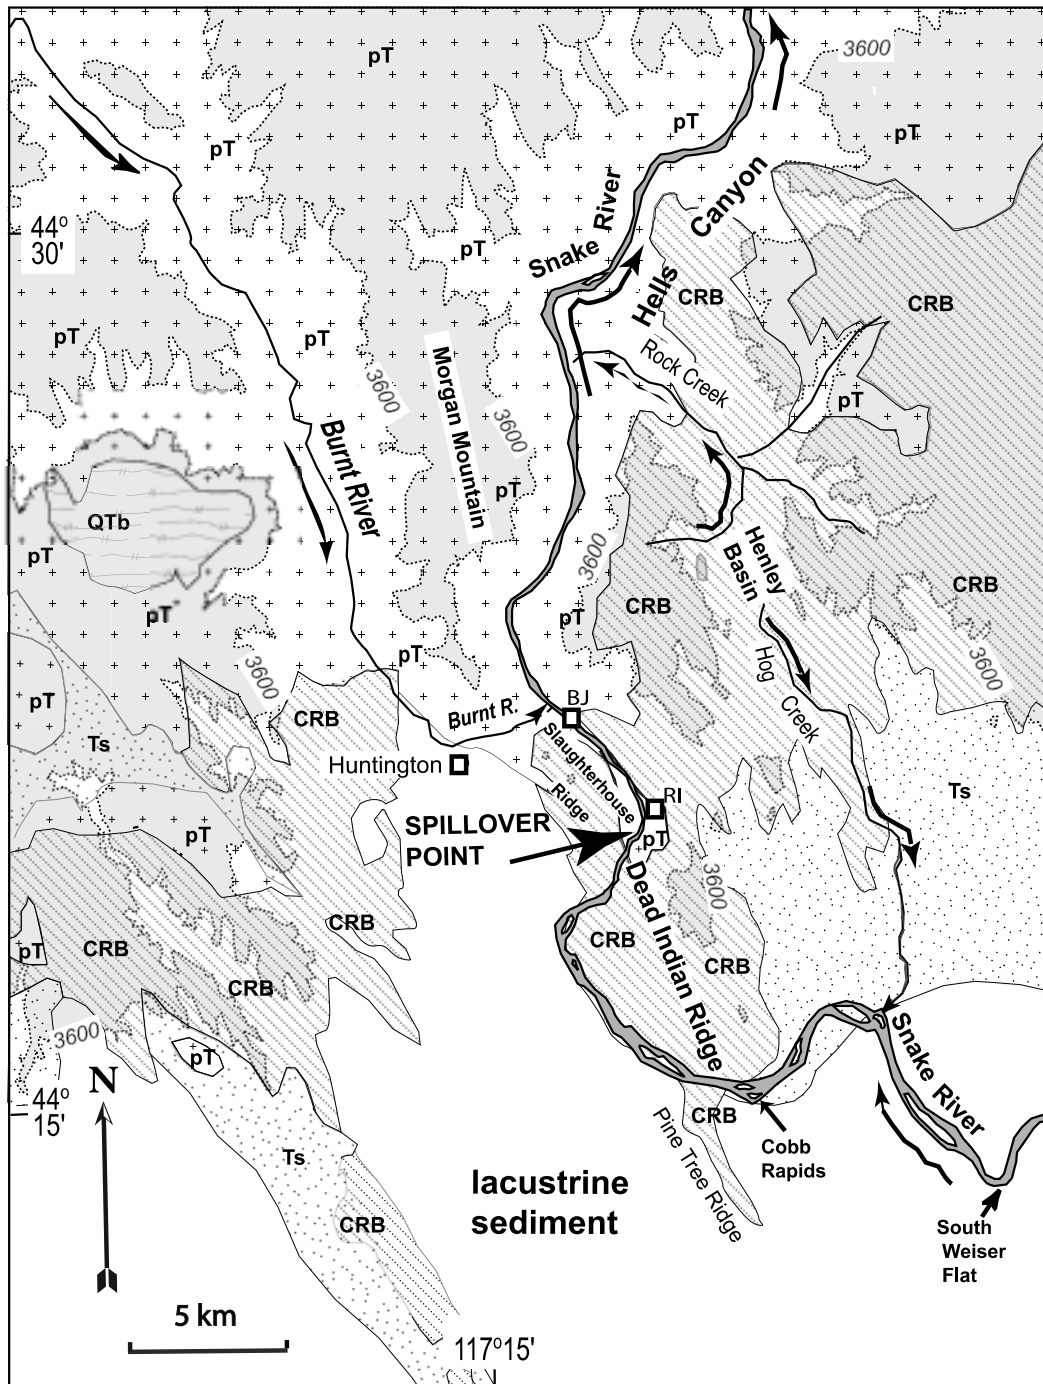 3600
pT
pT
pT
pT
Canyon
44°
30'
Snake River
pT
Hells
CRB
CRB
pT
pT
Rock Creek
Morgan Mountain
3600
3600
pT
Burnt River
pT
QTb
pT
Henley
Basin
3600
CRB
CRB
pT
pT
pT
3600
3600
Hog
Creek
pT
CRB
Burnt R.
BJ
Ts
Slaughterhouse
Ridge
Huntington
RI
Ts
SPILLOVER
POINT
pT
pT
Dead Indian Ridge
3600
CRB
CRB
CRB
CRB
pT
CRB
3600
pT
Snake River
N
44°
15'
CRB
Pine Tree Ridge
Cobb
Rapids
Ts
lacustrine
sediment
CRB
South
Weiser
Flat
5 km
117°15'